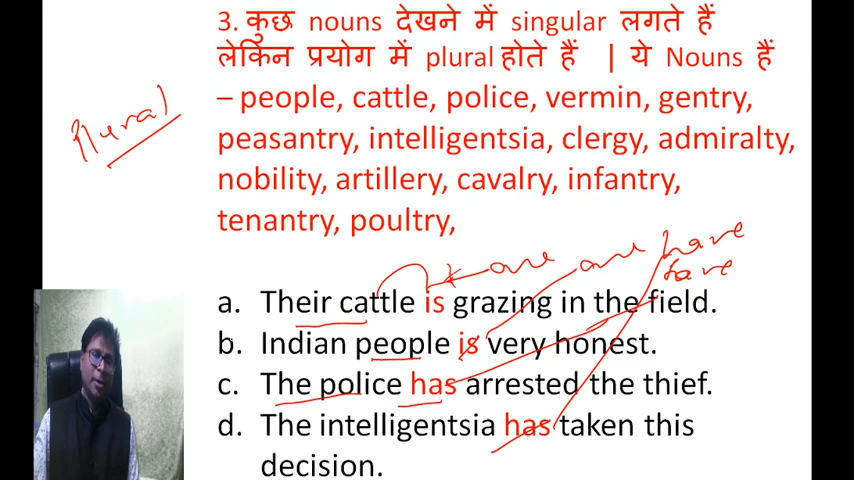 3. कुछ nouns देखने में singular लगते हैं
लेकिन प्रयोग में plural होते हैं | ये Nouns हैं
– people, cattle, police, vermin, gentry,
peasantry, intelligentsia, clergy, admiralty,
nobility, artillery, cavalry, infantry,
tenantry, poultry,
Plural
are are have
have
a. Their cattle is grazing in the field.
b. Indian people is very honest.
c. The police has arrested the thief.
d. The intelligentsia has taken this
decision.